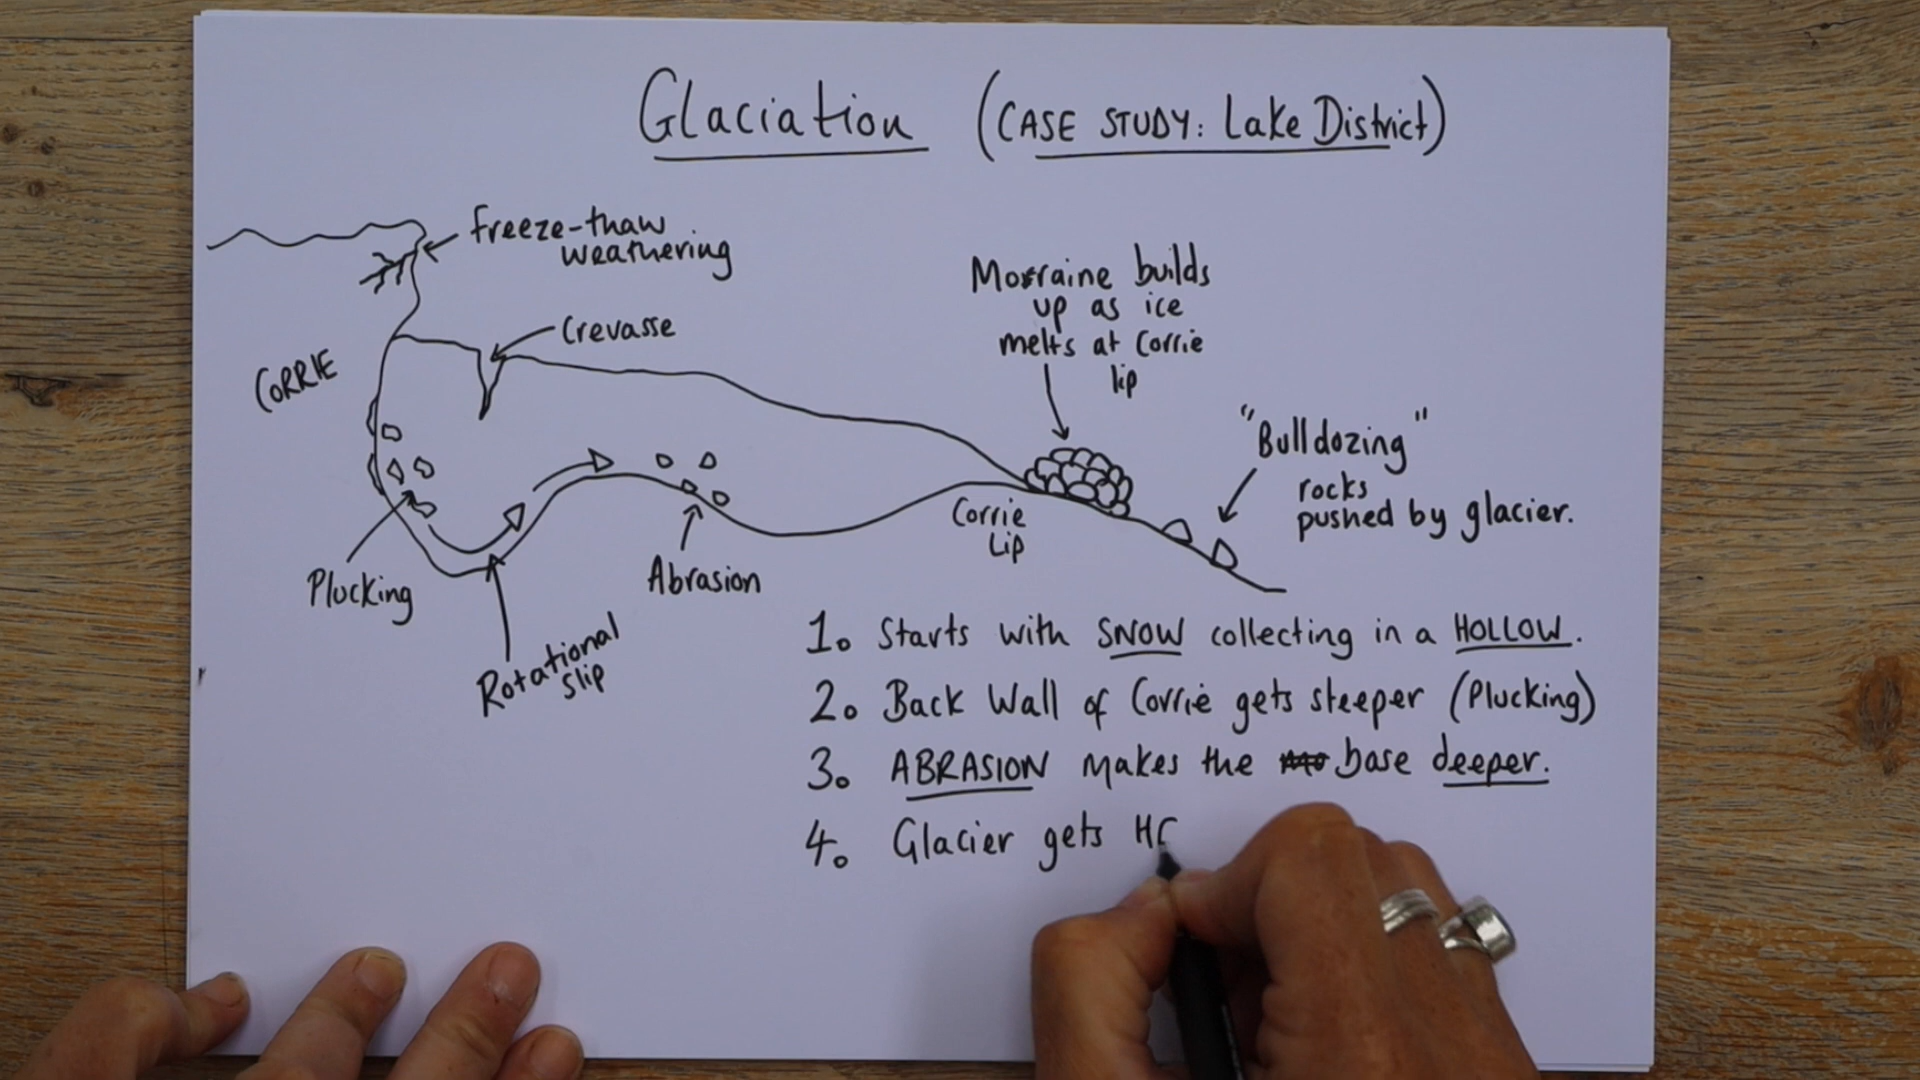 Glaciation (CASE STUDY: Lake District)
freeze-thaw
weathering
Crevasse
CORRIE
Morraine builds
up as ice
melts at Corrie
lip
"Bulldozing"
rocks
pushed by glacier.
Corrie
Lip
Plucking
Abrasion
Rotational
slip
1. Starts with SNOW collecting in a HOLLOW.
2. Back Wall of Corrie gets steeper (Plucking)
3. ABRASION makes the base deeper.
4. Glacier gets